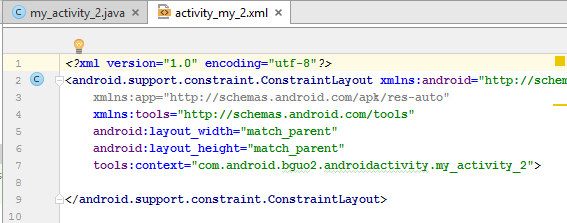 my_activity_2.java
activity_my_2.xml
1 <?xml version="1.0" encoding="utf-8"?>
2 <android.support.constraint.ConstraintLayout xmlns:android="http://schem
3 xmlns:app="http://schemas.android.com/apk/res-auto"
4 xmlns:tools="http://schemas.android.com/tools"
5 android:layout_width="match_parent"
6 android:layout_height="match_parent"
7 tools:context="com.android.bguo2.androidactivity.my_activity_2">
8
9 </android.support.constraint.ConstraintLayout>
10